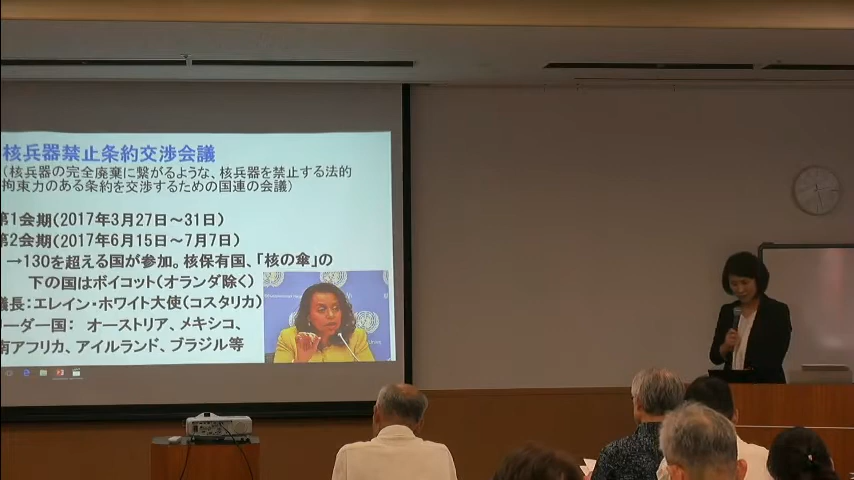 核兵器禁止条約交渉会議
(核兵器の完全廃棄に繋がるような、核兵器を禁止する法的
拘束力のある条約を交渉するための国連の会議)
第1会期(2017年3月27日～31日)
第2会期(2017年6月15日～7月7日)
→130を超える国が参加。核保有国、「核の傘」の
下の国はボイコット(オランダ除く)
議長:エレイン・ホワイト大使(コスタリカ)
リーダー国: オーストリア、メキシコ、
南アフリカ、アイルランド、ブラジル等